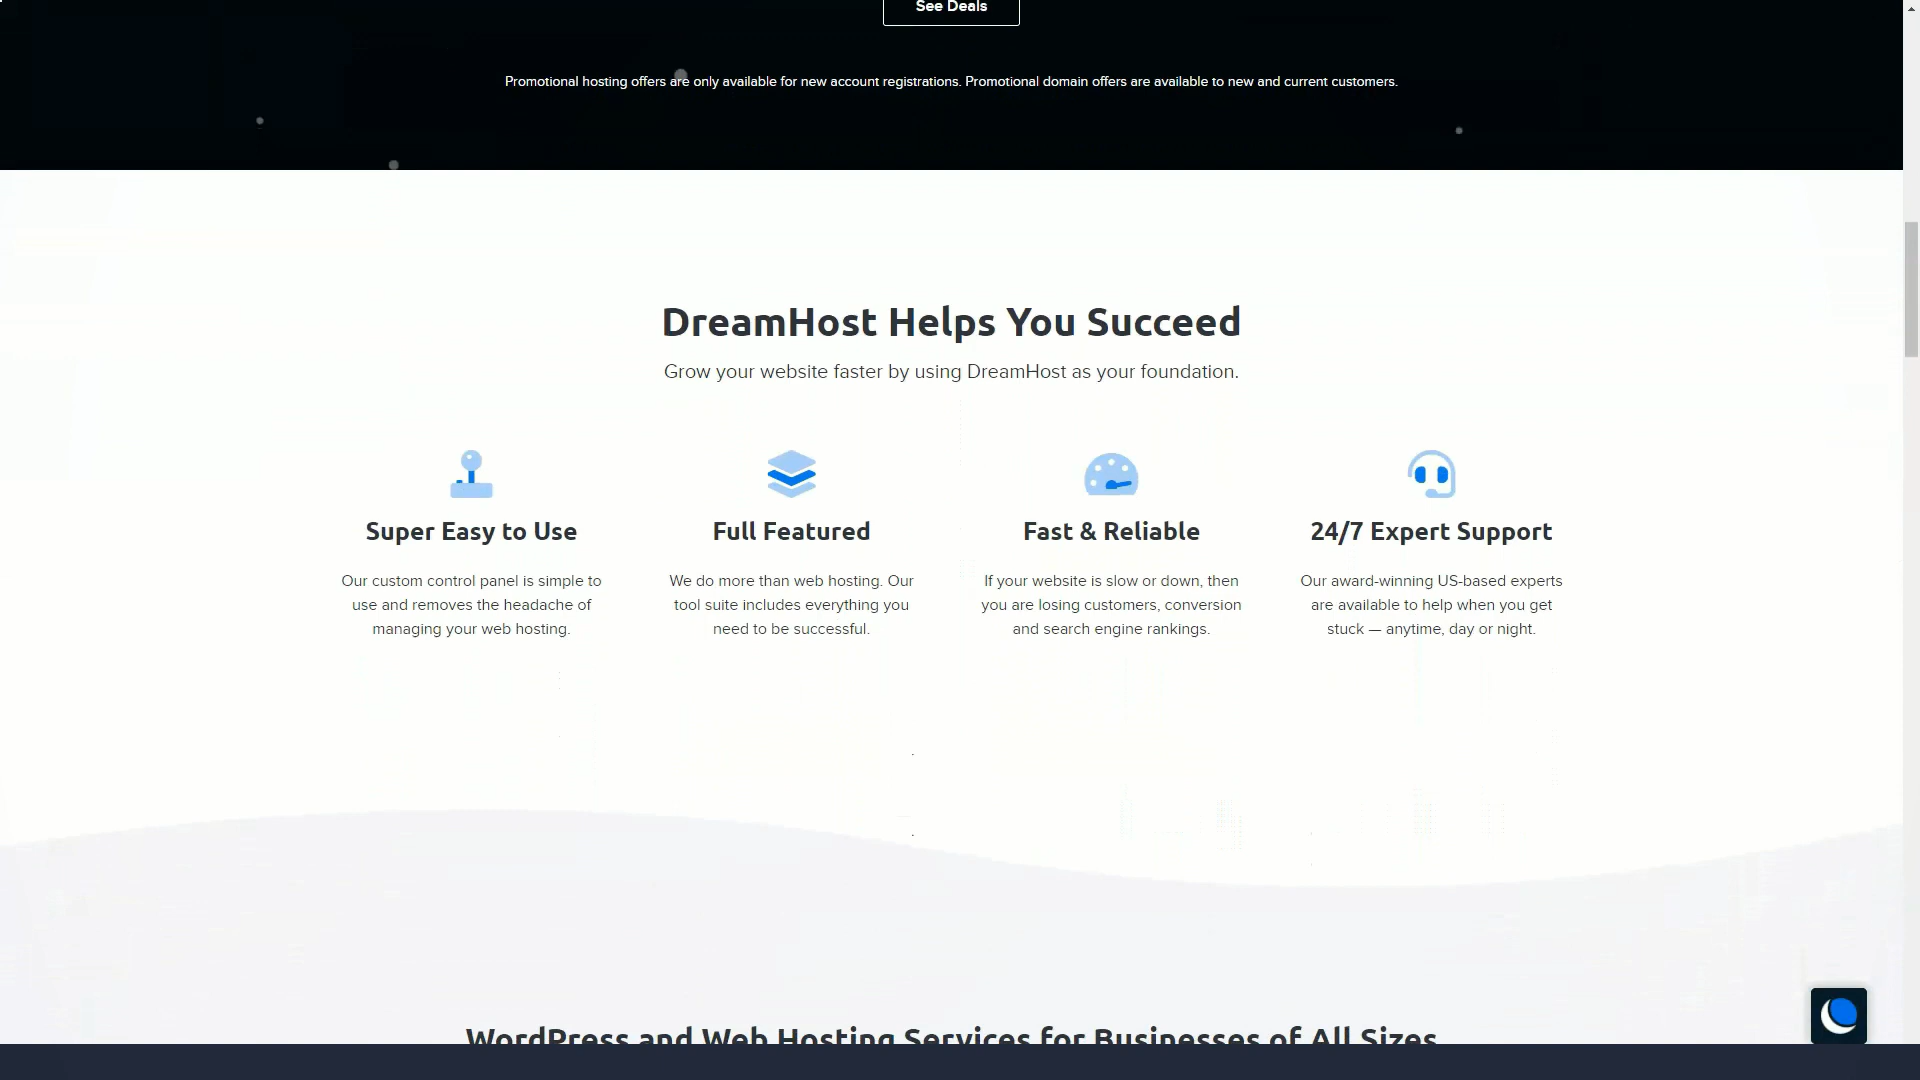 See Deals
Promotional hosting offers are only available for new account registrations. Promotional domain offers are available to new and current customers.
DreamHost Helps You Succeed
Grow your website faster by using DreamHost as your foundation.
Super Easy to Use
Our custom control panel is simple to
use and removes the headache of
managing your web hosting.
Full Featured
We do more than web hosting. Our
tool suite includes everything you
need to be successful.
Fast & Reliable
If your website is slow or down, then
you are losing customers, conversion
and search engine rankings.
24/7 Expert Support
Our award-winning US-based experts
are available to help when you get
stuck — anytime, day or night.
WordPress and Web Hosting Services for Businesses of All Sizes